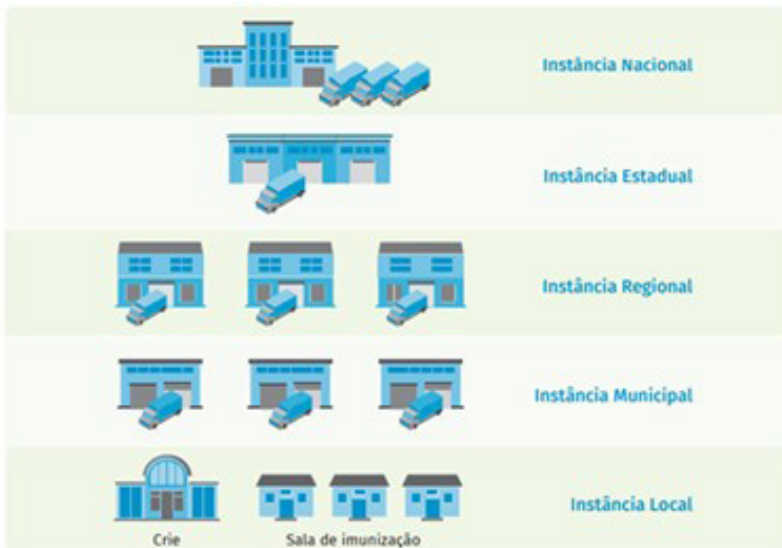 Instância Nacional
Instância Estadual
Instância Regional
Instância Municipal
Instância Local
Crie
Sala de imunização